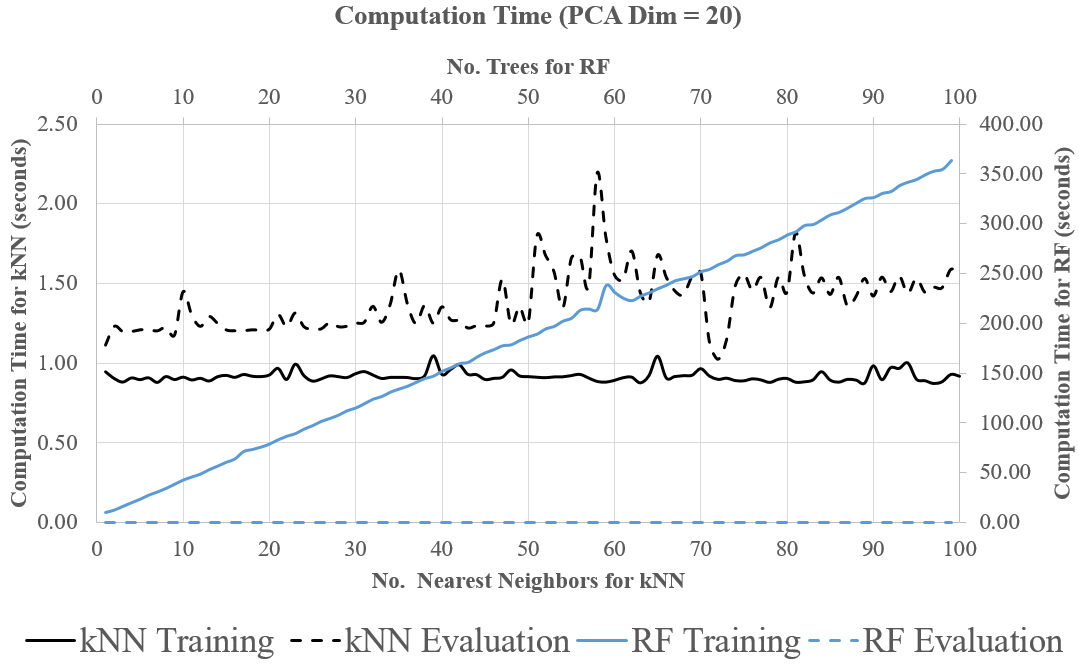 Computation Time (PCA Dim = 20)
No. Trees for RF
0 10 20 30 40 50 60 70 80 90 100
2.50 400.00
350.00
2.00
300.00
250.00
1.50
200.00
1.00
150.00
100.00
0.50
50.00
0.00 0.00
Computation Time for kNN (seconds)
Computation Time for RF (seconds)
0 10 20 30 40 50 60 70 80 90 100
No. Nearest Neighbors for kNN
kNN Training kNN Evaluation RF Training RF Evaluation